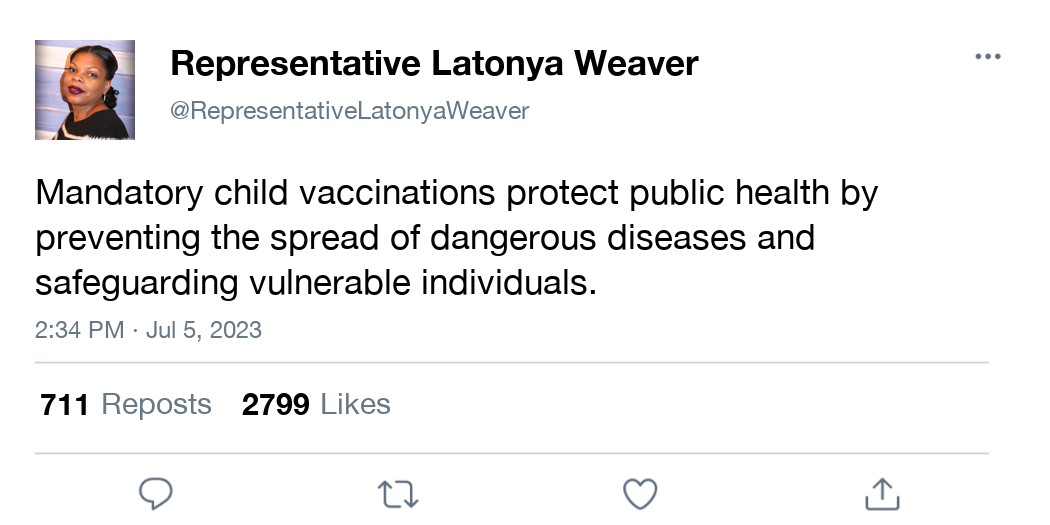 Representative Latonya Weaver
@RepresentativeLatonyaWeaver
Mandatory child vaccinations protect public health by
preventing the spread of dangerous diseases and
safeguarding vulnerable individuals.
2:34 PM · Jul 5, 2023
711 Reposts 2799 Likes